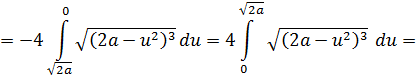 = −4 ∫_{√2a}^{0} √(2a − u²)³ du = 4 ∫_{0}^{√2a} √(2a − u²)³ du =